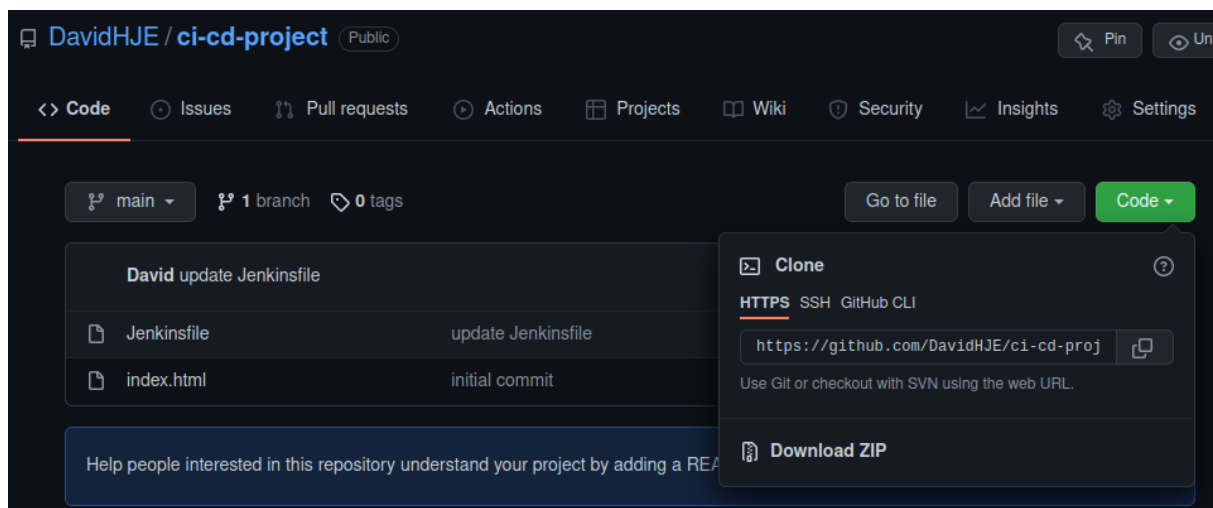 DavidHJE / ci-cd-project Public Pin Un
<> Code Issues Pull requests Actions Projects Wiki Security Insights Settings
main 1 branch 0 tags Go to file Add file Code
David update Jenkinsfile
Jenkinsfile update Jenkinsfile
index.html initial commit
Help people interested in this repository understand your project by adding a REA
Clone
HTTPS SSH GitHub CLI
https://github.com/DavidHJE/ci-cd-proj
Use Git or checkout with SVN using the web URL.
Download ZIP